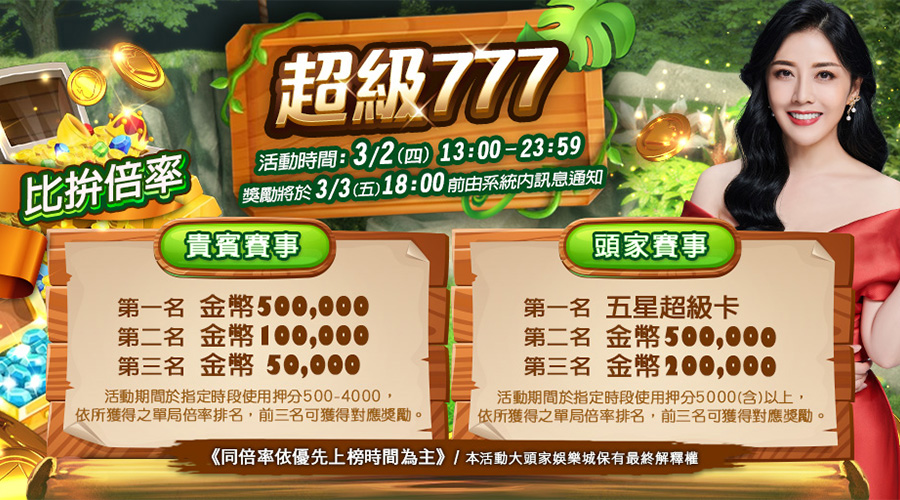 超級777
活動時間：3/2(四) 13:00-23:59
獎勵將於 3/3(五)18:00 前由系統內訊息通知
比拚倍率
貴賓賽事
第一名 金幣500,000
第二名 金幣100,000
第三名 金幣 50,000
活動期間於指定時段使用押分500-4000，
依所獲得之單局倍率排名，前三名可獲得對應獎勵。
頭家賽事
第一名 五星超級卡
第二名 金幣500,000
第三名 金幣200,000
活動期間於指定時段使用押分5000(含)以上，
依所獲得之單局倍率排名，前三名可獲得對應獎勵。
《同倍率依優先上榜時間為主》/ 本活動大頭家娛樂城保有最終解釋權